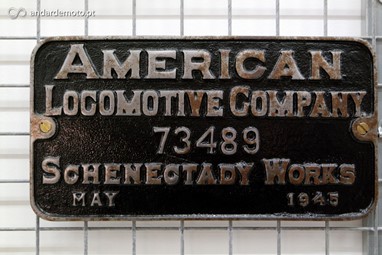 andardemoto.pt
AMERICAN
LOCOMOTIVE COMPANY
73489
SCHENECTADY WORKS
MAY 1945